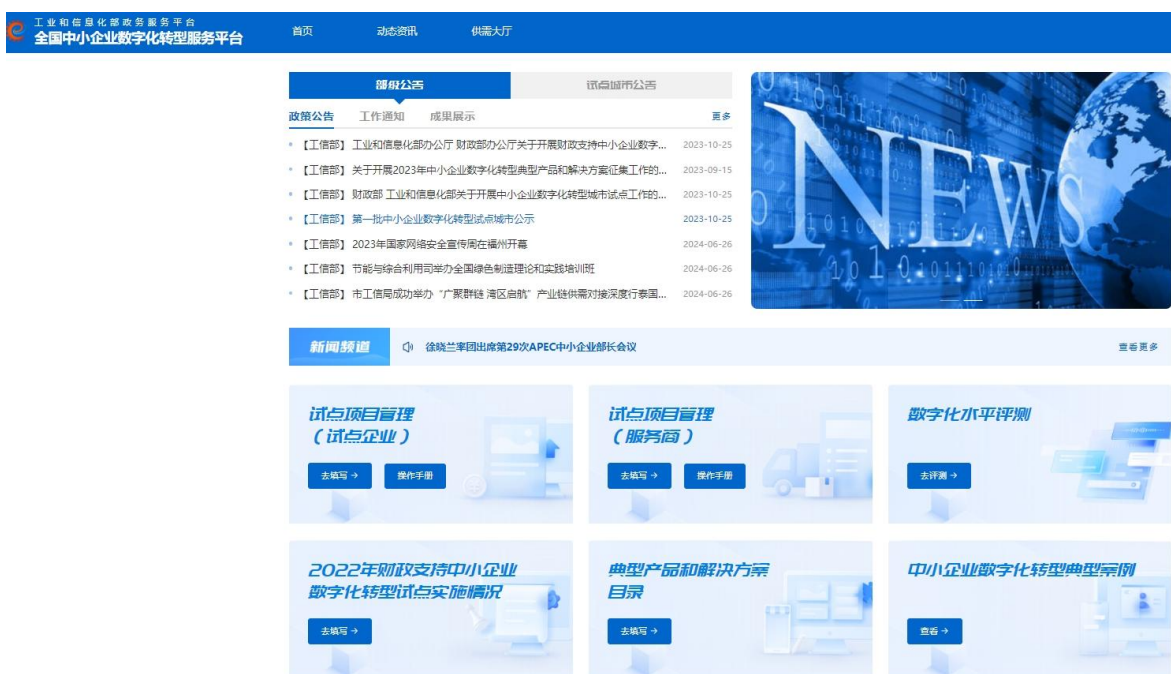 工业和信息化部政务服务平台
全国中小企业数字化转型服务平台
首页 动态资讯 供需大厅
部级公告 试点城市公告
政策公告 工作通知 成果展示 更多
【工信部】 工业和信息化部办公厅 财政部办公厅关于开展财政支持中小企业数字... 2023-10-25
【工信部】 关于开展2023年中小企业数字化转型典型产品和解决方案征集工作的... 2023-09-15
【工信部】 财政部 工业和信息化部关于开展中小企业数字化转型城市试点工作的... 2023-10-25
【工信部】 第一批中小企业数字化转型试点城市公示 2023-10-25
【工信部】 2023年国家网络安全宣传周在福州开幕 2024-06-26
【工信部】 节能与综合利用司举办全国绿色制造理论和实践培训班 2024-06-26
【工信部】 市工信局成功举办“广聚群链 湾区启航”产业链供需对接深度行泰国... 2024-06-26
NEWS
新闻频道 徐晓兰率团出席第29次APEC中小企业部长会议 查看更多
试点项目管理
（试点企业）
去填写→ 操作手册
试点项目管理
（服务商）
去填写→ 操作手册
数字化水平评测
去评测→
2022年财政支持中小企业
数字化转型试点实施情况
去填写→
典型产品和解决方案
目录
去填写→
中小企业数字化转型典型案例
查看→